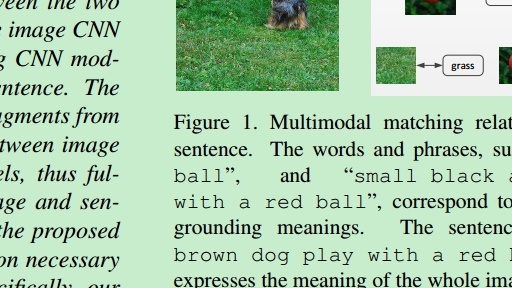 een the two
image CNN
g CNN mod-
ntence. The
agments from
tween image
els, thus ful-
age and sen-
the proposed
on necessary
cifically, our
grass
Figure 1. Multimodal matching relat
sentence. The words and phrases, su
ball”, and “small black a
with a red ball”, correspond to
grounding meanings. The sentenc
brown dog play with a red b
expresses the meaning of the whole ima